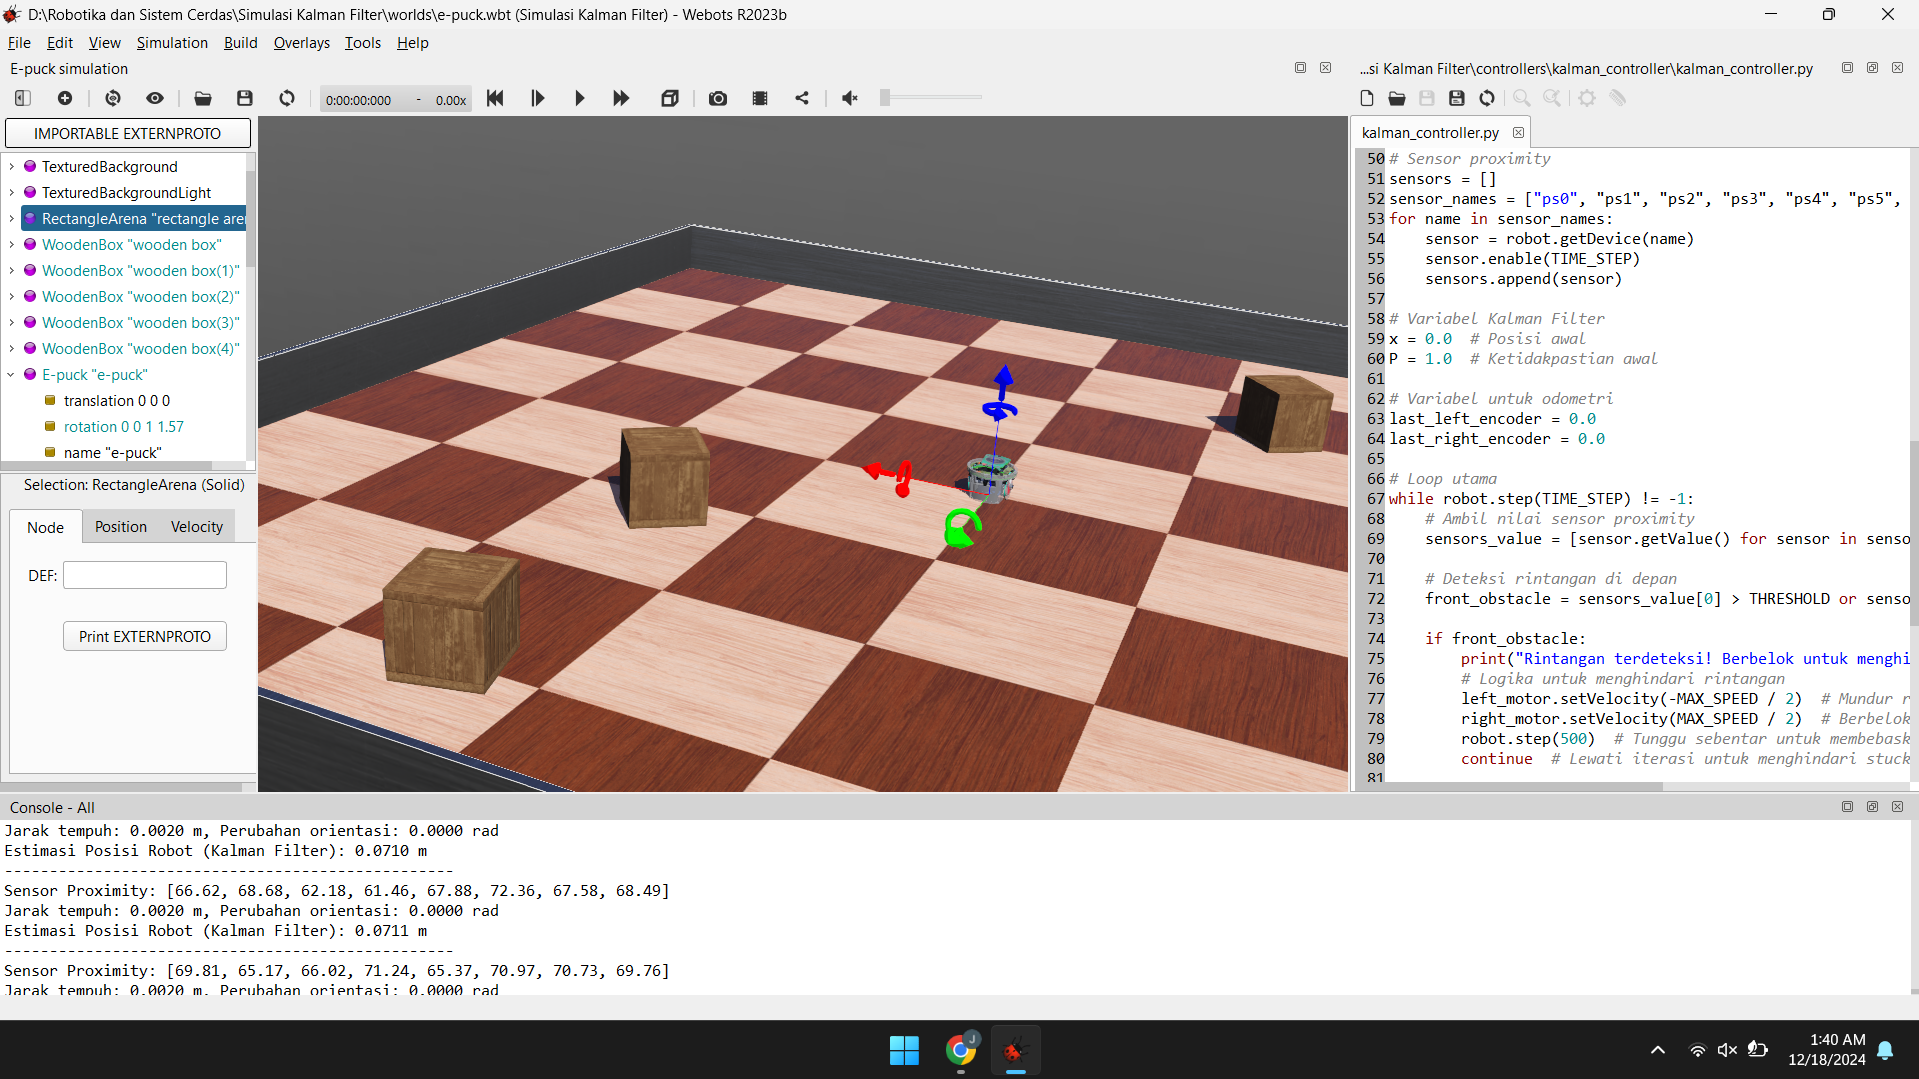 D:\Robotika dan Sistem Cerdas\Simulasi Kalman Filter\worlds\e-puck.wbt (Simulasi Kalman Filter) - Webots R2023b
File Edit View Simulation Build Overlays Tools Help
E-puck simulation
0:00:00:000 - 0.00x
IMPORTABLE EXTERNPROTO
TexturedBackground
TexturedBackgroundLight
RectangleArena "rectangle are
WoodenBox "wooden box"
WoodenBox "wooden box(1)"
WoodenBox "wooden box(2)"
WoodenBox "wooden box(3)"
WoodenBox "wooden box(4)"
E-puck "e-puck"
translation 0 0 0
rotation 0 0 1 1.57
name "e-puck"
Selection: RectangleArena (Solid)
Node Position Velocity
DEF:
Print EXTERNPROTO
...si Kalman Filter\controllers\kalman_controller\kalman_controller.py
kalman_controller.py
50 # Sensor proximity
51 sensors = []
52 sensor_names = ["ps0", "ps1", "ps2", "ps3", "ps4", "ps5",
53 for name in sensor_names:
54     sensor = robot.getDevice(name)
55     sensor.enable(TIME_STEP)
56     sensors.append(sensor)
57
58 # Variabel Kalman Filter
59 x = 0.0  # Posisi awal
60 P = 1.0  # Ketidakpastian awal
61
62 # Variabel untuk odometri
63 last_left_encoder = 0.0
64 last_right_encoder = 0.0
65
66 # Loop utama
67 while robot.step(TIME_STEP) != -1:
68     # Ambil nilai sensor proximity
69     sensors_value = [sensor.getValue() for sensor in senso
70
71     # Deteksi rintangan di depan
72     front_obstacle = sensors_value[0] > THRESHOLD or senso
73
74     if front_obstacle:
75         print("Rintangan terdeteksi! Berbelok untuk menghi
76         # Logika untuk menghindari rintangan
77         left_motor.setVelocity(-MAX_SPEED / 2)  # Mundur r
78         right_motor.setVelocity(MAX_SPEED / 2)  # Berbelok
79         robot.step(500)  # Tunggu sebentar untuk membebask
80         continue  # Lewati iterasi untuk menghindari stuck
81
Console - All
Jarak tempuh: 0.0020 m, Perubahan orientasi: 0.0000 rad
Estimasi Posisi Robot (Kalman Filter): 0.0710 m
--------------------------------------------------
Sensor Proximity: [66.62, 68.68, 62.18, 61.46, 67.88, 72.36, 67.58, 68.49]
Jarak tempuh: 0.0020 m, Perubahan orientasi: 0.0000 rad
Estimasi Posisi Robot (Kalman Filter): 0.0711 m
--------------------------------------------------
Sensor Proximity: [69.81, 65.17, 66.02, 71.24, 65.37, 70.97, 70.73, 69.76]
Jarak tempuh: 0.0020 m, Perubahan orientasi: 0.0000 rad
J
1:40 AM
12/18/2024